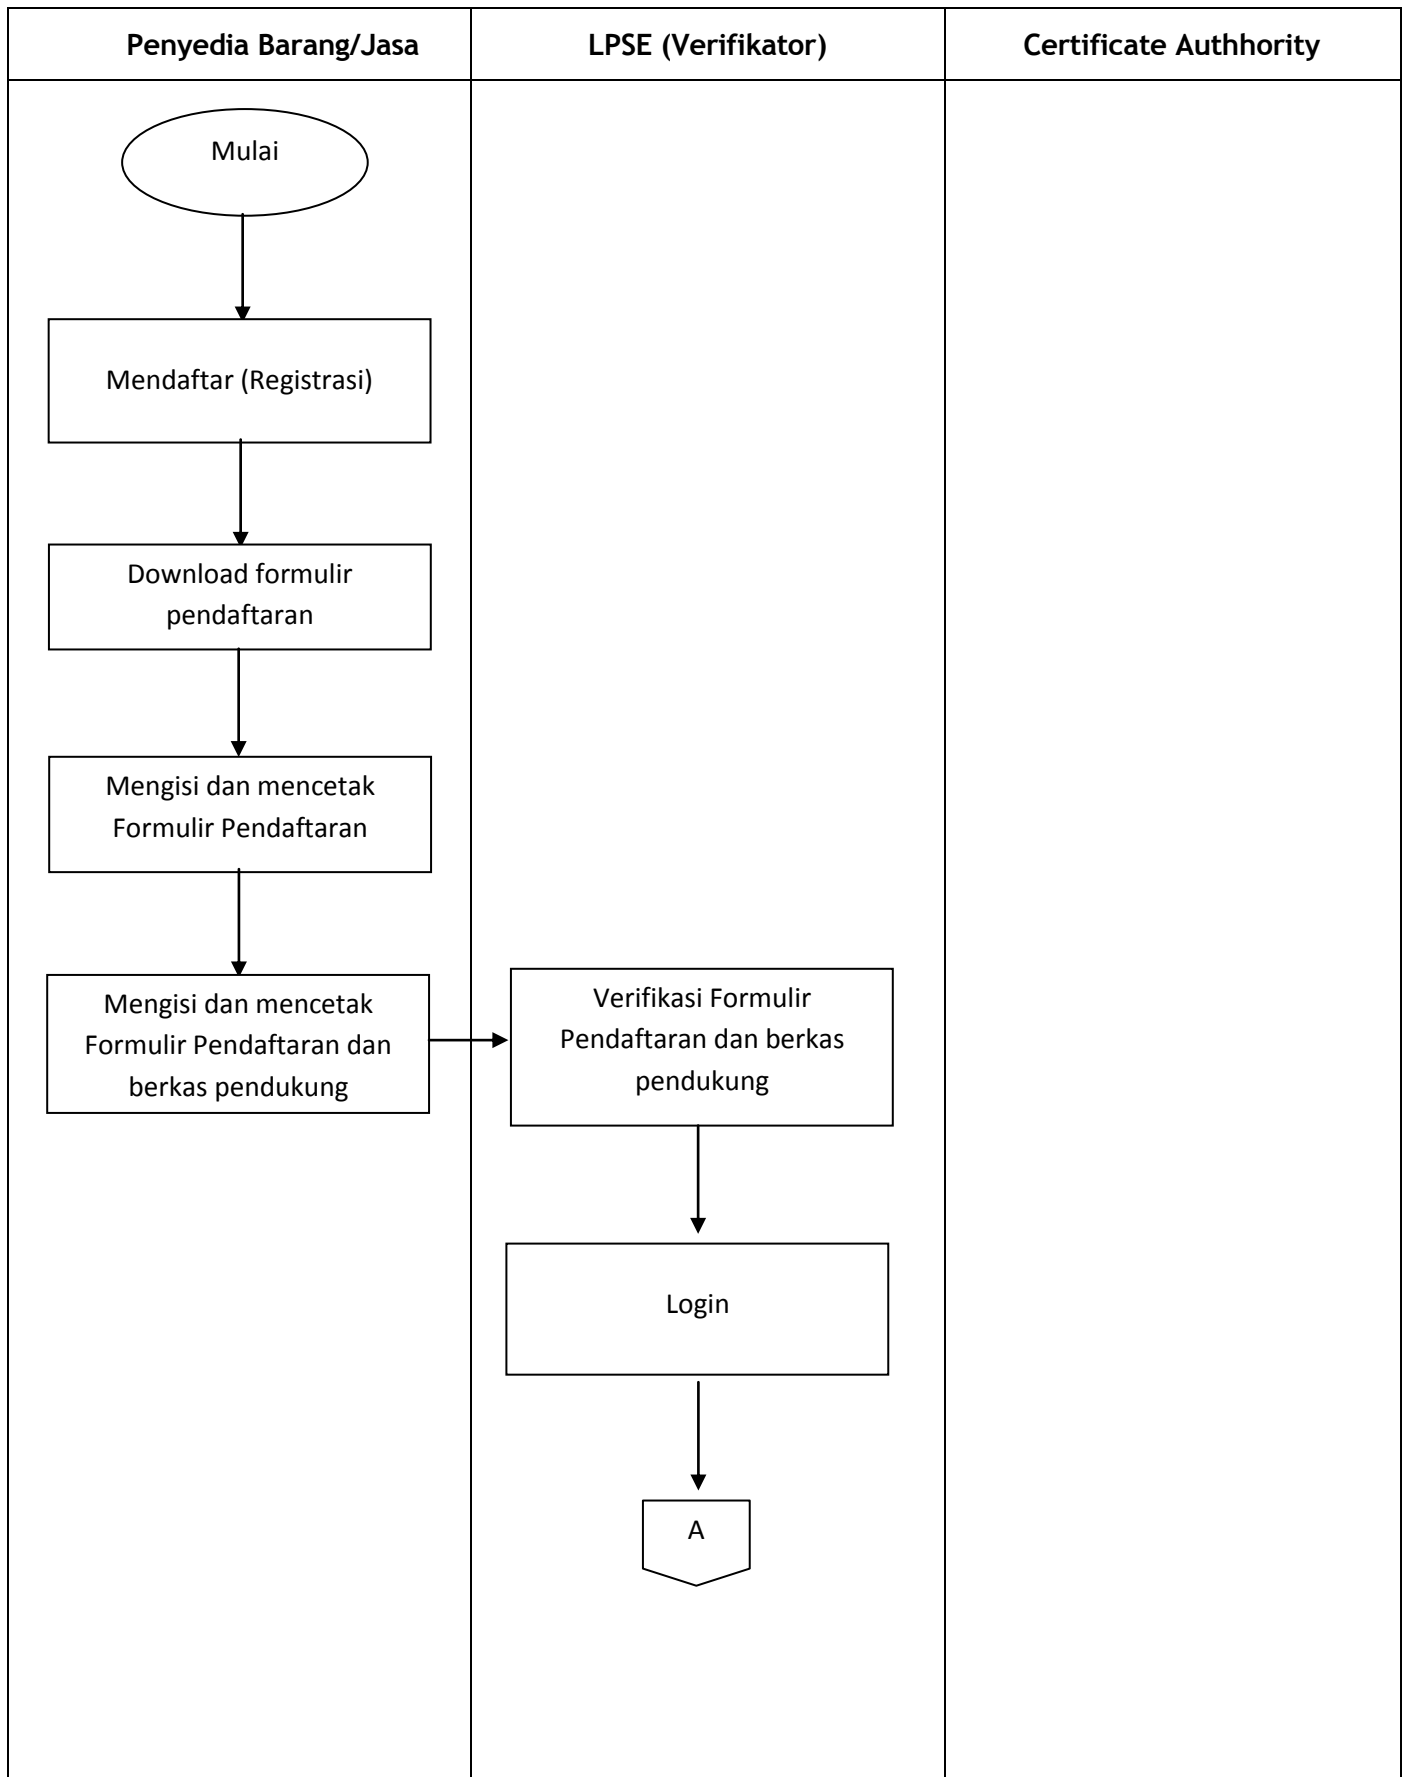 Penyedia Barang/Jasa
LPSE (Verifikator)
Certificate Authhority
Mulai
Mendaftar (Registrasi)
Download formulir
pendaftaran
Mengisi dan mencetak
Formulir Pendaftaran
Mengisi dan mencetak
Formulir Pendaftaran dan
berkas pendukung
Verifikasi Formulir
Pendaftaran dan berkas
pendukung
Login
A